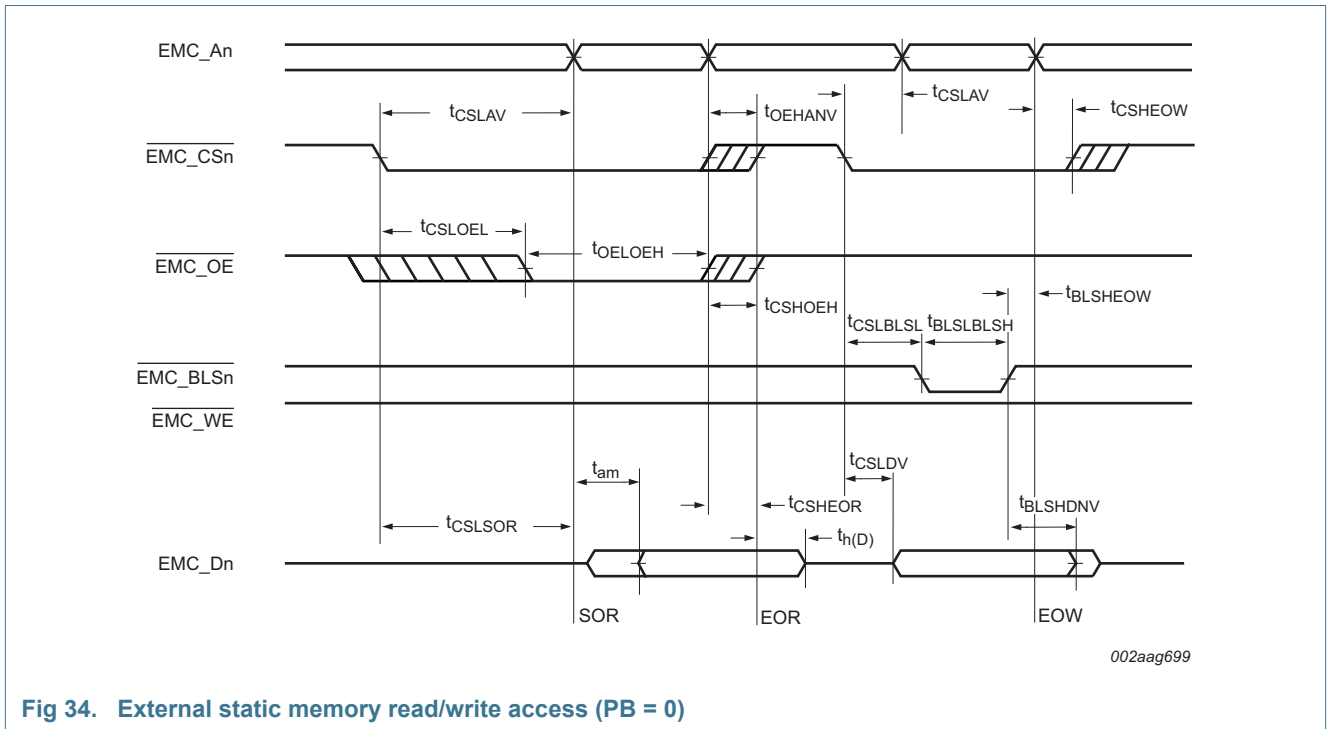 EMC_An
tCSLAV
tOEHANV
tCSLAV
tCSHEOW
EMC_CSn
tCSLOEL
tOELOEH
EMC_OE
tCSHOEH
tBLSHEOW
tCSLBLSL
tBLSLBLSH
EMC_BLSn
EMC_WE
tam
tCSLDV
tCSLSOR
tCSHEOR
tBLSHDNV
th(D)
EMC_Dn
SOR
EOR
EOW
002aag699
Fig 34. External static memory read/write access (PB = 0)